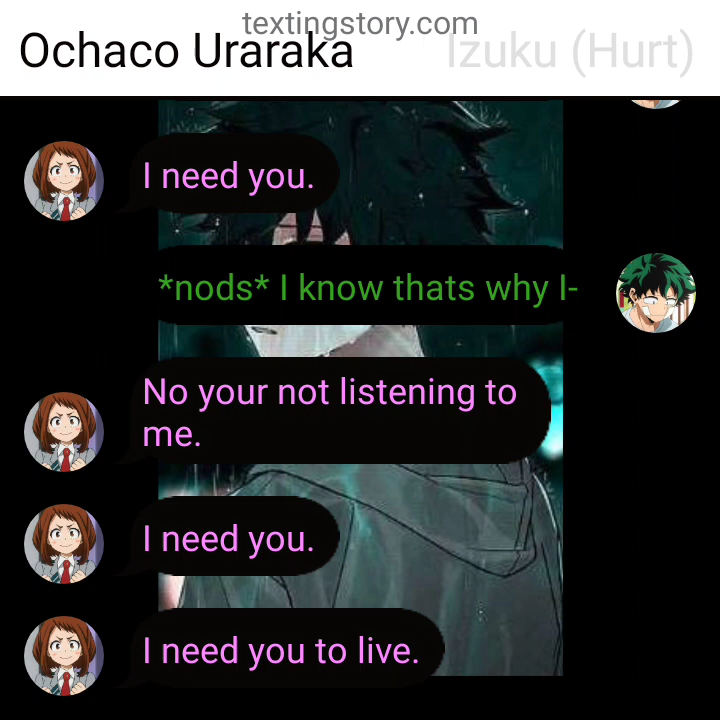 textingstory.com
Ochaco Uraraka
Izuku (Hurt)
I need you.
*nods* I know thats why I-
No your not listening to
me.
I need you.
I need you to live.